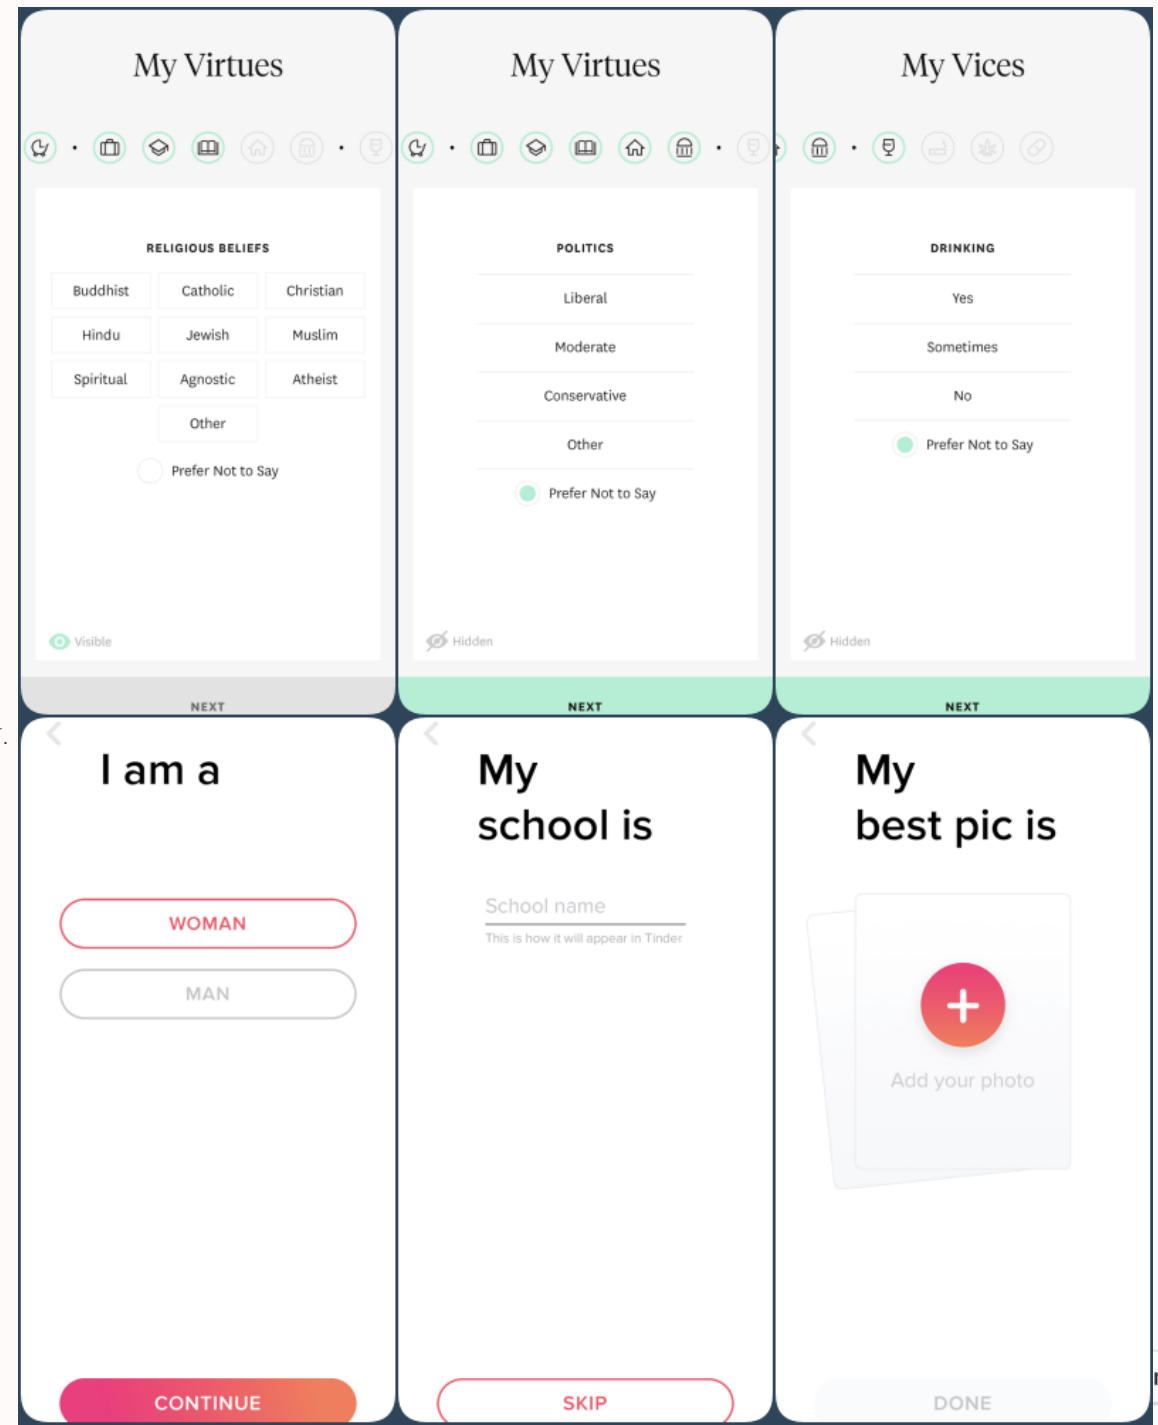 My Virtues
RELIGIOUS BELIEFS
Buddhist Catholic Christian
Hindu Jewish Muslim
Spiritual Agnostic Atheist
Other
Prefer Not to Say
Visible
NEXT
My Virtues
POLITICS
Liberal
Moderate
Conservative
Other
Prefer Not to Say
Hidden
NEXT
My Vices
DRINKING
Yes
Sometimes
No
Prefer Not to Say
Hidden
NEXT
I am a
WOMAN
MAN
CONTINUE
My
school is
School name
This is how it will appear in Tinder
SKIP
My
best pic is
Add your photo
DONE